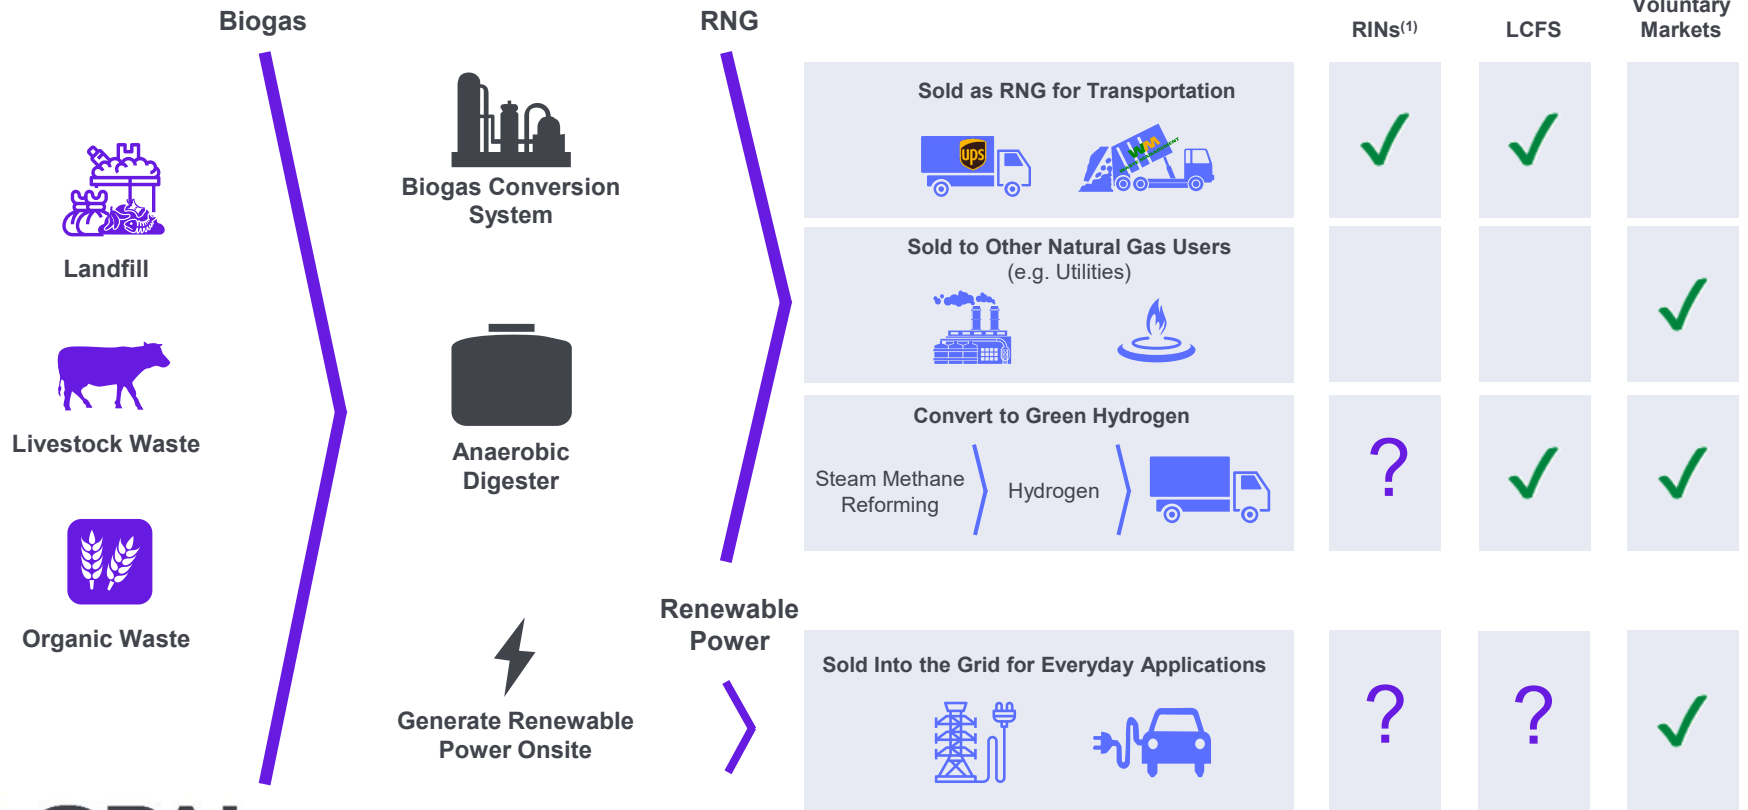 Biogas
RNG
RINs(1)
LCFS
Voluntary
Markets
Landfill
Livestock Waste
Organic Waste
Biogas Conversion
System
Anaerobic
Digester
Generate Renewable
Power Onsite
Renewable
Power
Sold as RNG for Transportation
ups
WM
Sold to Other Natural Gas Users
(e.g. Utilities)
Convert to Green Hydrogen
Steam Methane
Reforming
Hydrogen
?
Sold Into the Grid for Everyday Applications
?
?